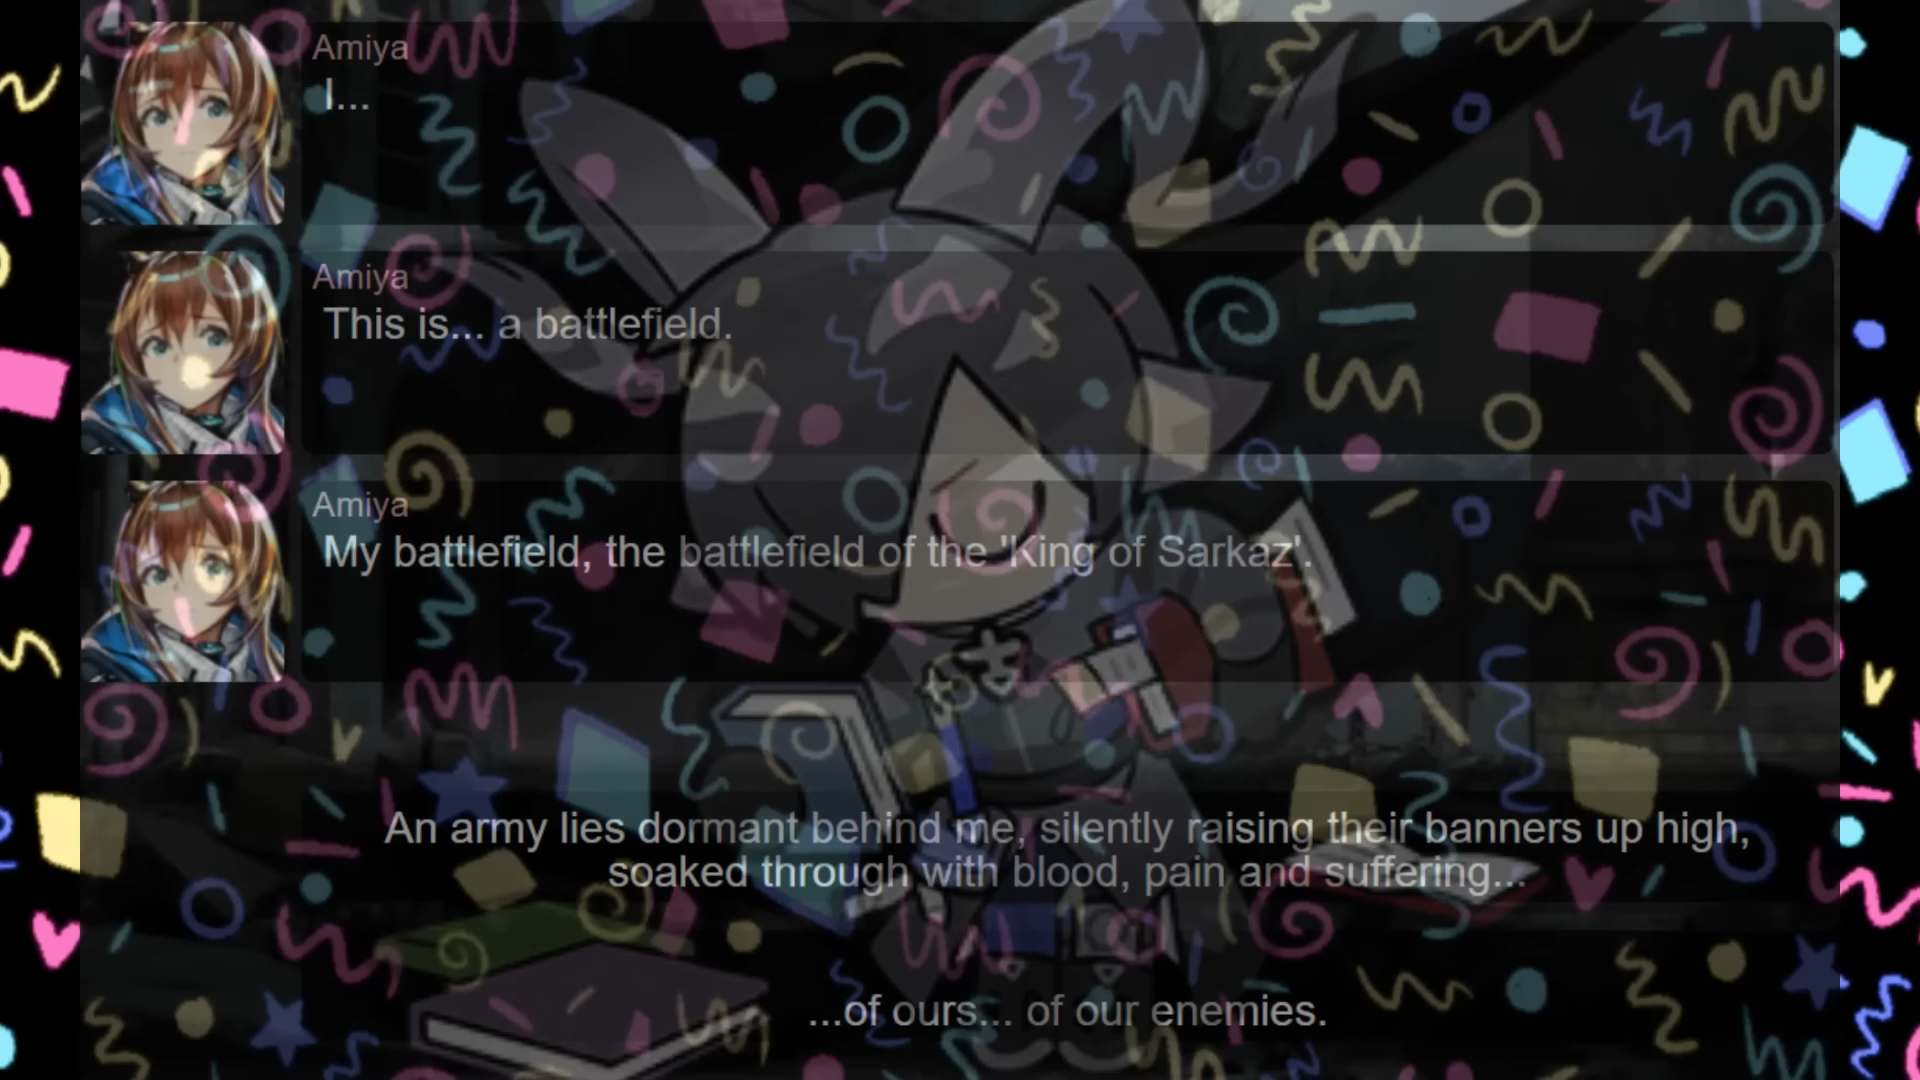 Amiya
I...
Amiya
This is... a battlefield.
Amiya
My battlefield, the battlefield of the 'King of Sarkaz'.
An army lies dormant behind me, silently raising their banners up high,
soaked through with blood, pain and suffering...
...of ours... of our enemies.